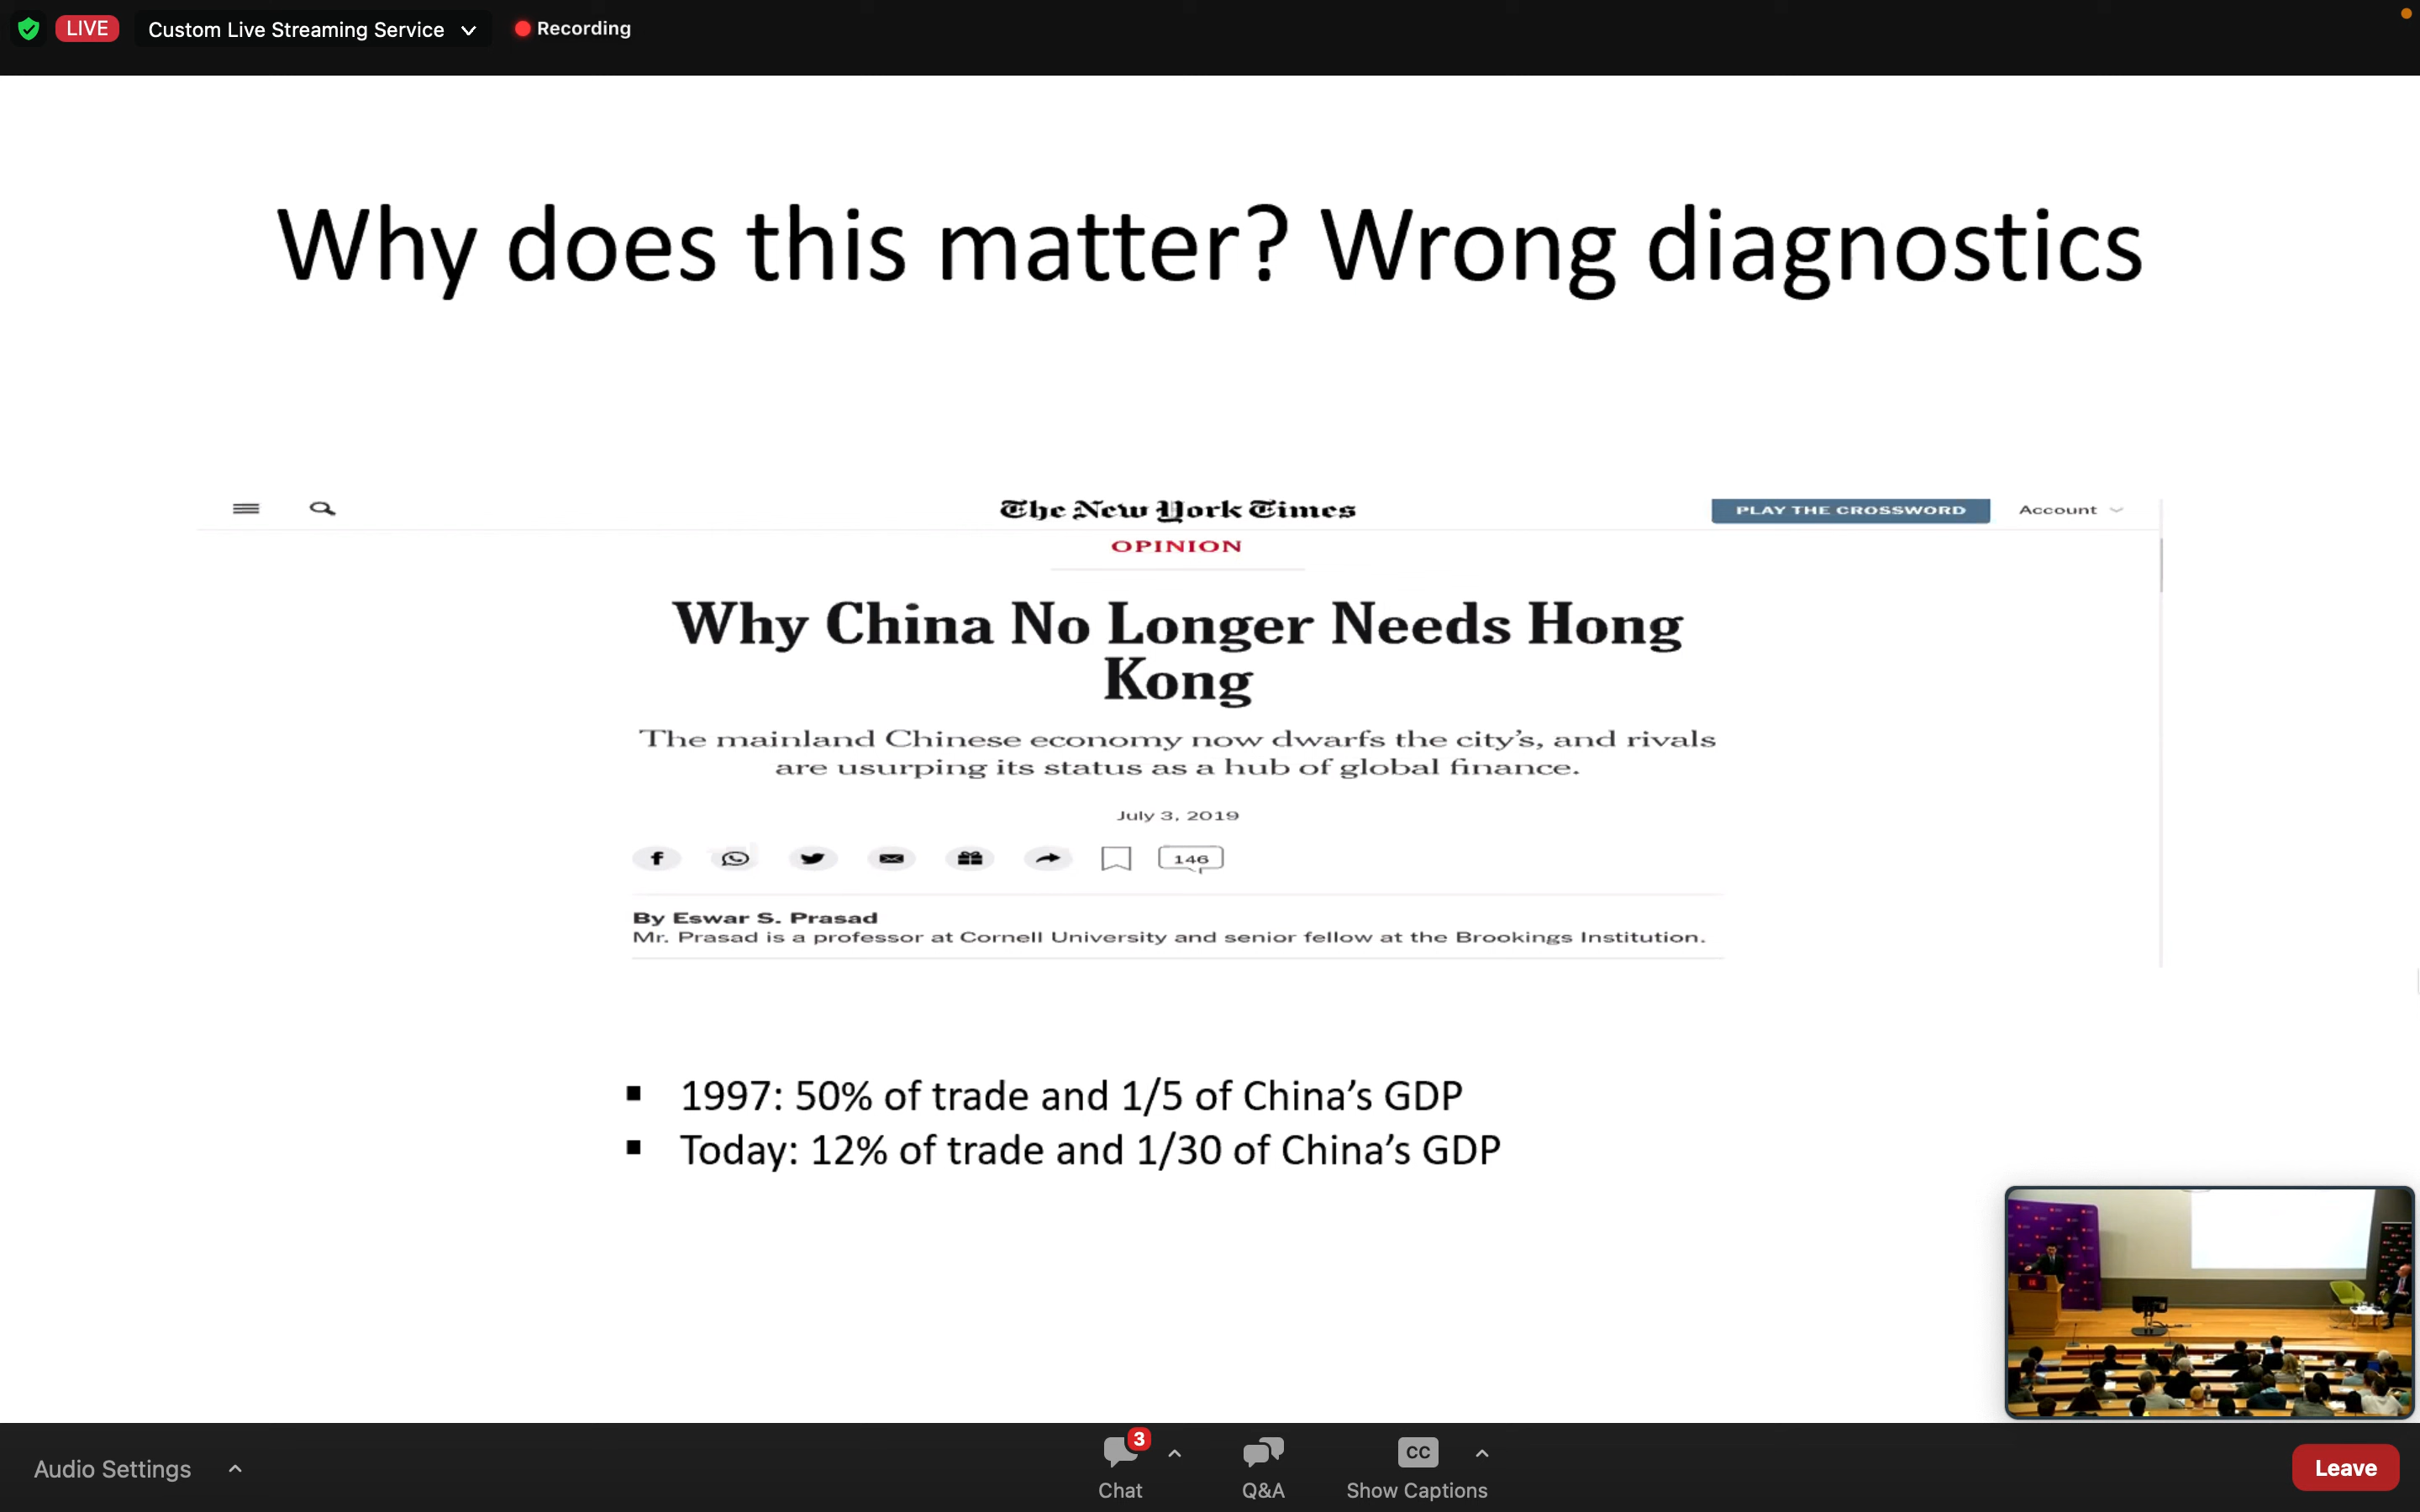 LIVE Custom Live Streaming Service Recording
Why does this matter? Wrong diagnostics
The New York Times PLAY THE CROSSWORD Account
OPINION
Why China No Longer Needs Hong
Kong
The mainland Chinese economy now dwarfs the city's, and rivals
are usurping its status as a hub of global finance.
July 3, 2019
146
By Eswar S. Prasad
Mr. Prasad is a professor at Cornell University and senior fellow at the Brookings Institution.
▪ 1997: 50% of trade and 1/5 of China's GDP
▪ Today: 12% of trade and 1/30 of China's GDP
3
CC
Audio Settings Chat Q&A Show Captions Leave